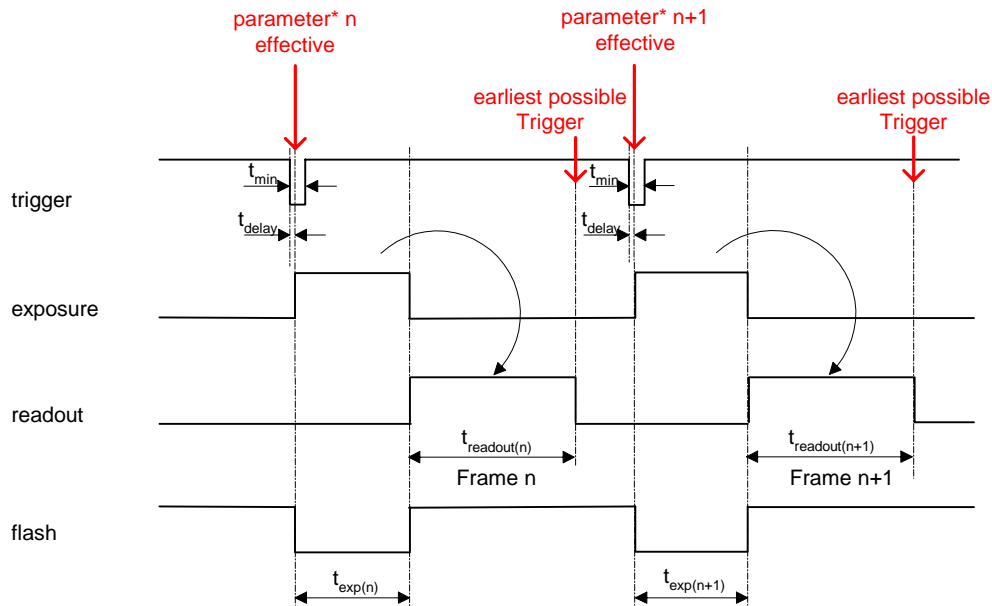 parameter* n
effective
parameter* n+1
effective
earliest possible
Trigger
earliest possible
Trigger
trigger
t_min
t_min
t_delay
t_delay
exposure
readout
t_readout(n)
t_readout(n+1)
Frame n
Frame n+1
flash
t_exp(n)
t_exp(n+1)